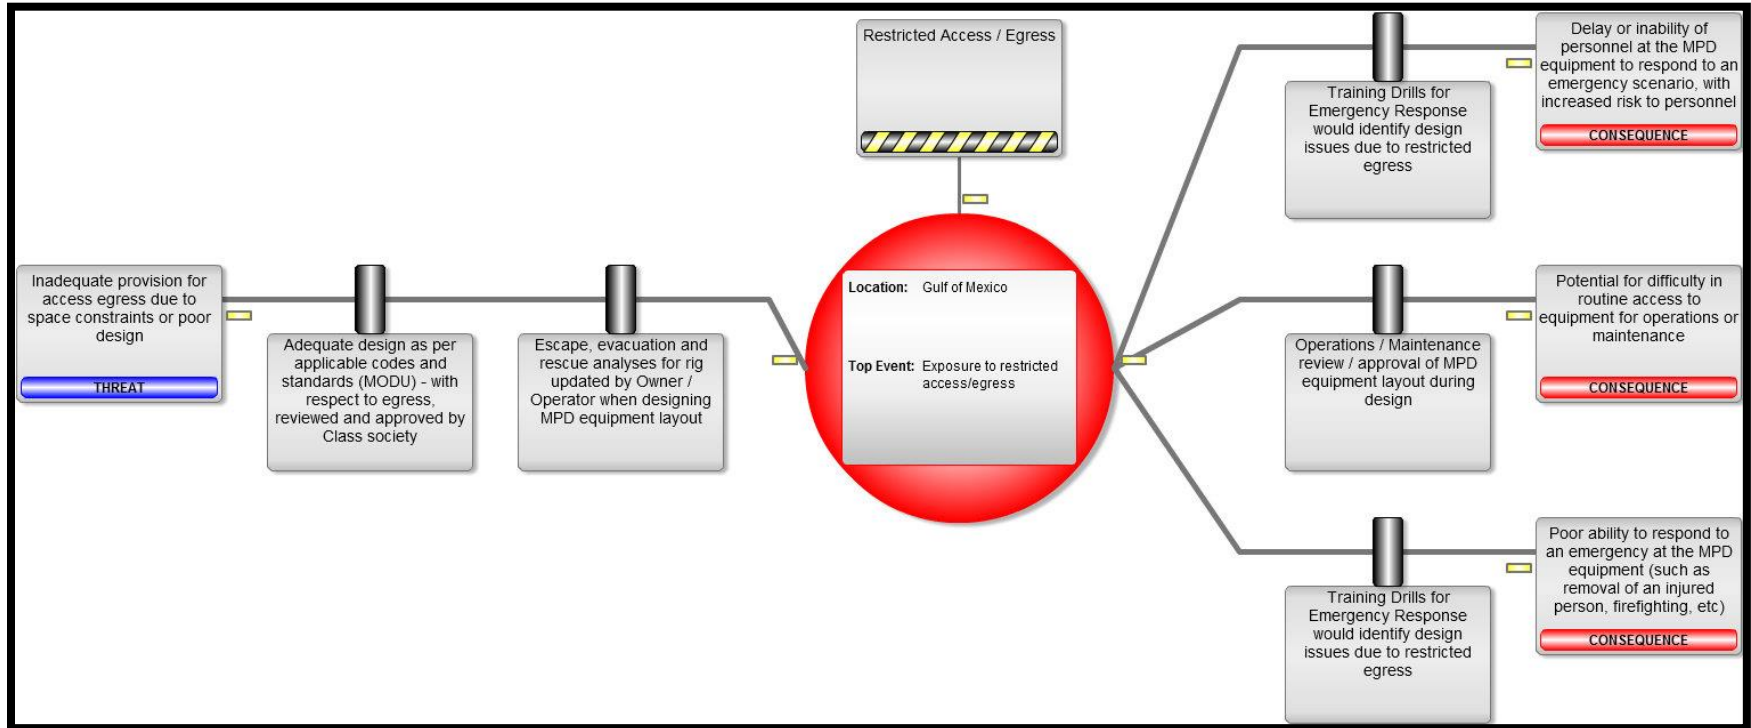 Restricted Access / Egress
Delay or inability of
personnel at the MPD
equipment to respond to an
emergency scenario, with
increased risk to personnel
CONSEQUENCE
Training Drills for
Emergency Response
would identify design
issues due to restricted
egress
Inadequate provision for
access egress due to
space constraints or poor
design
THREAT
Adequate design as per
applicable codes and
standards (MODU) - with
respect to egress,
reviewed and approved by
Class society
Escape, evacuation and
rescue analyses for rig
updated by Owner /
Operator when designing
MPD equipment layout
Location: Gulf of Mexico
Top Event: Exposure to restricted
access/egress
Operations / Maintenance
review / approval of MPD
equipment layout during
design
Potential for difficulty in
routine access to
equipment for operations or
maintenance
CONSEQUENCE
Training Drills for
Emergency Response
would identify design
issues due to restricted
egress
Poor ability to respond to
an emergency at the MPD
equipment (such as
removal of an injured
person, firefighting, etc)
CONSEQUENCE